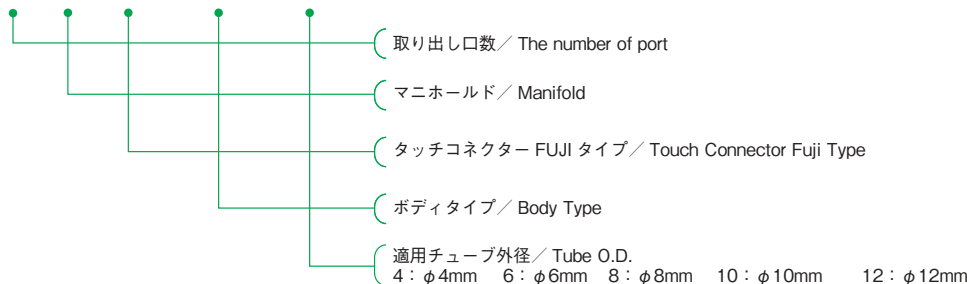 取り出し口数／ The number of port
マニホールド／ Manifold
タッチコネクター FUJI タイプ／ Touch Connector Fuji Type
ボディタイプ／ Body Type
適用チューブ外径／ Tube O.D.
4：φ4mm 6：φ6mm 8：φ8mm 10：φ10mm 12：φ12mm